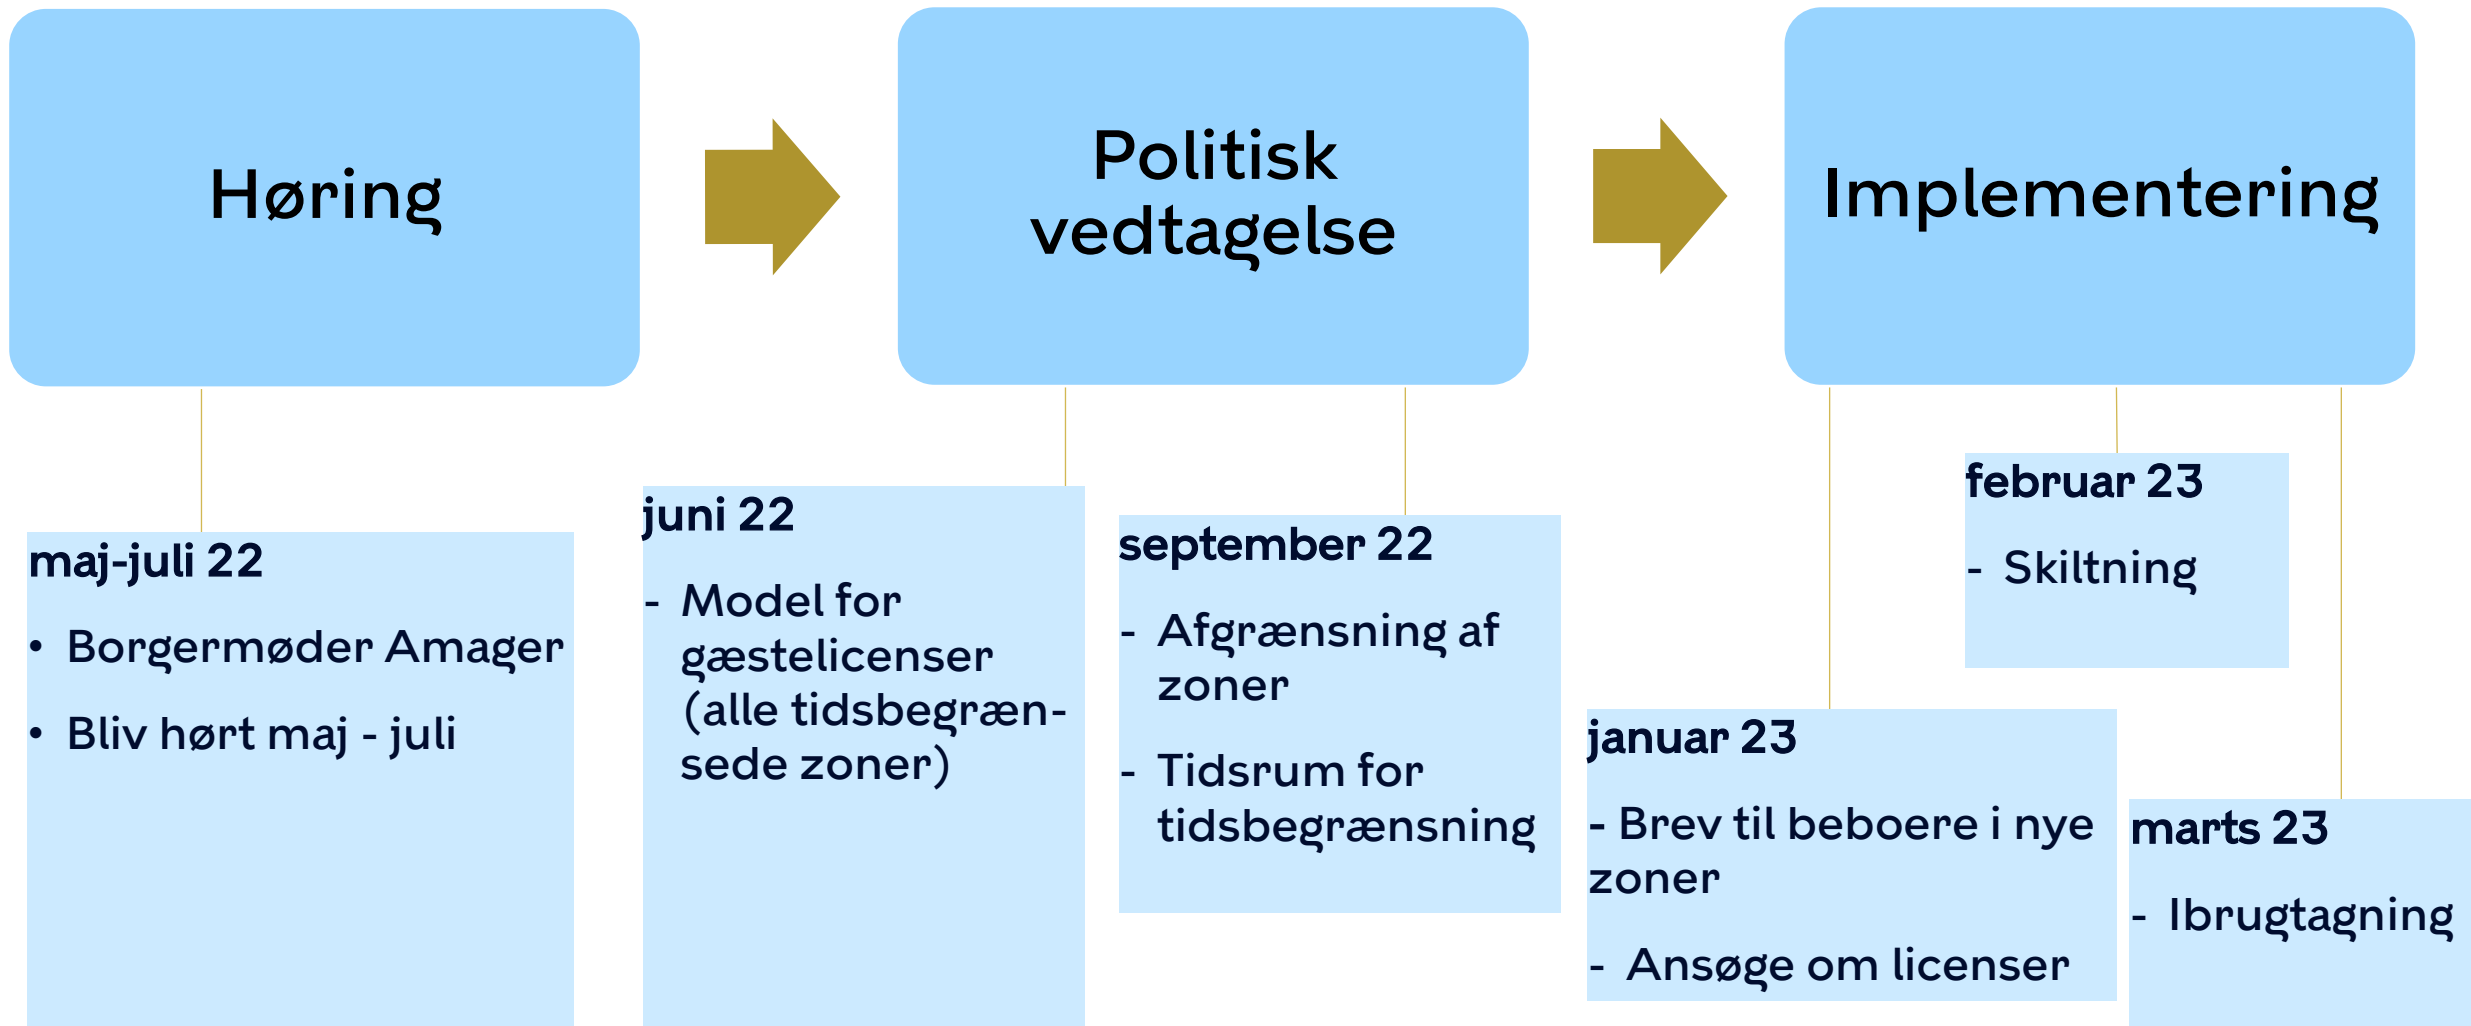 Høring
Politisk
vedtagelse
Implementering
maj-juli 22
• Borgermøder Amager
• Bliv hørt maj - juli
juni 22
- Model for
gæstelicenser
(alle tidsbegræn-
sede zoner)
september 22
- Afgrænsning af
zoner
- Tidsrum for
tidsbegrænsning
januar 23
- Brev til beboere i nye
zoner
- Ansøge om licenser
februar 23
- Skiltning
marts 23
- Ibrugtagning